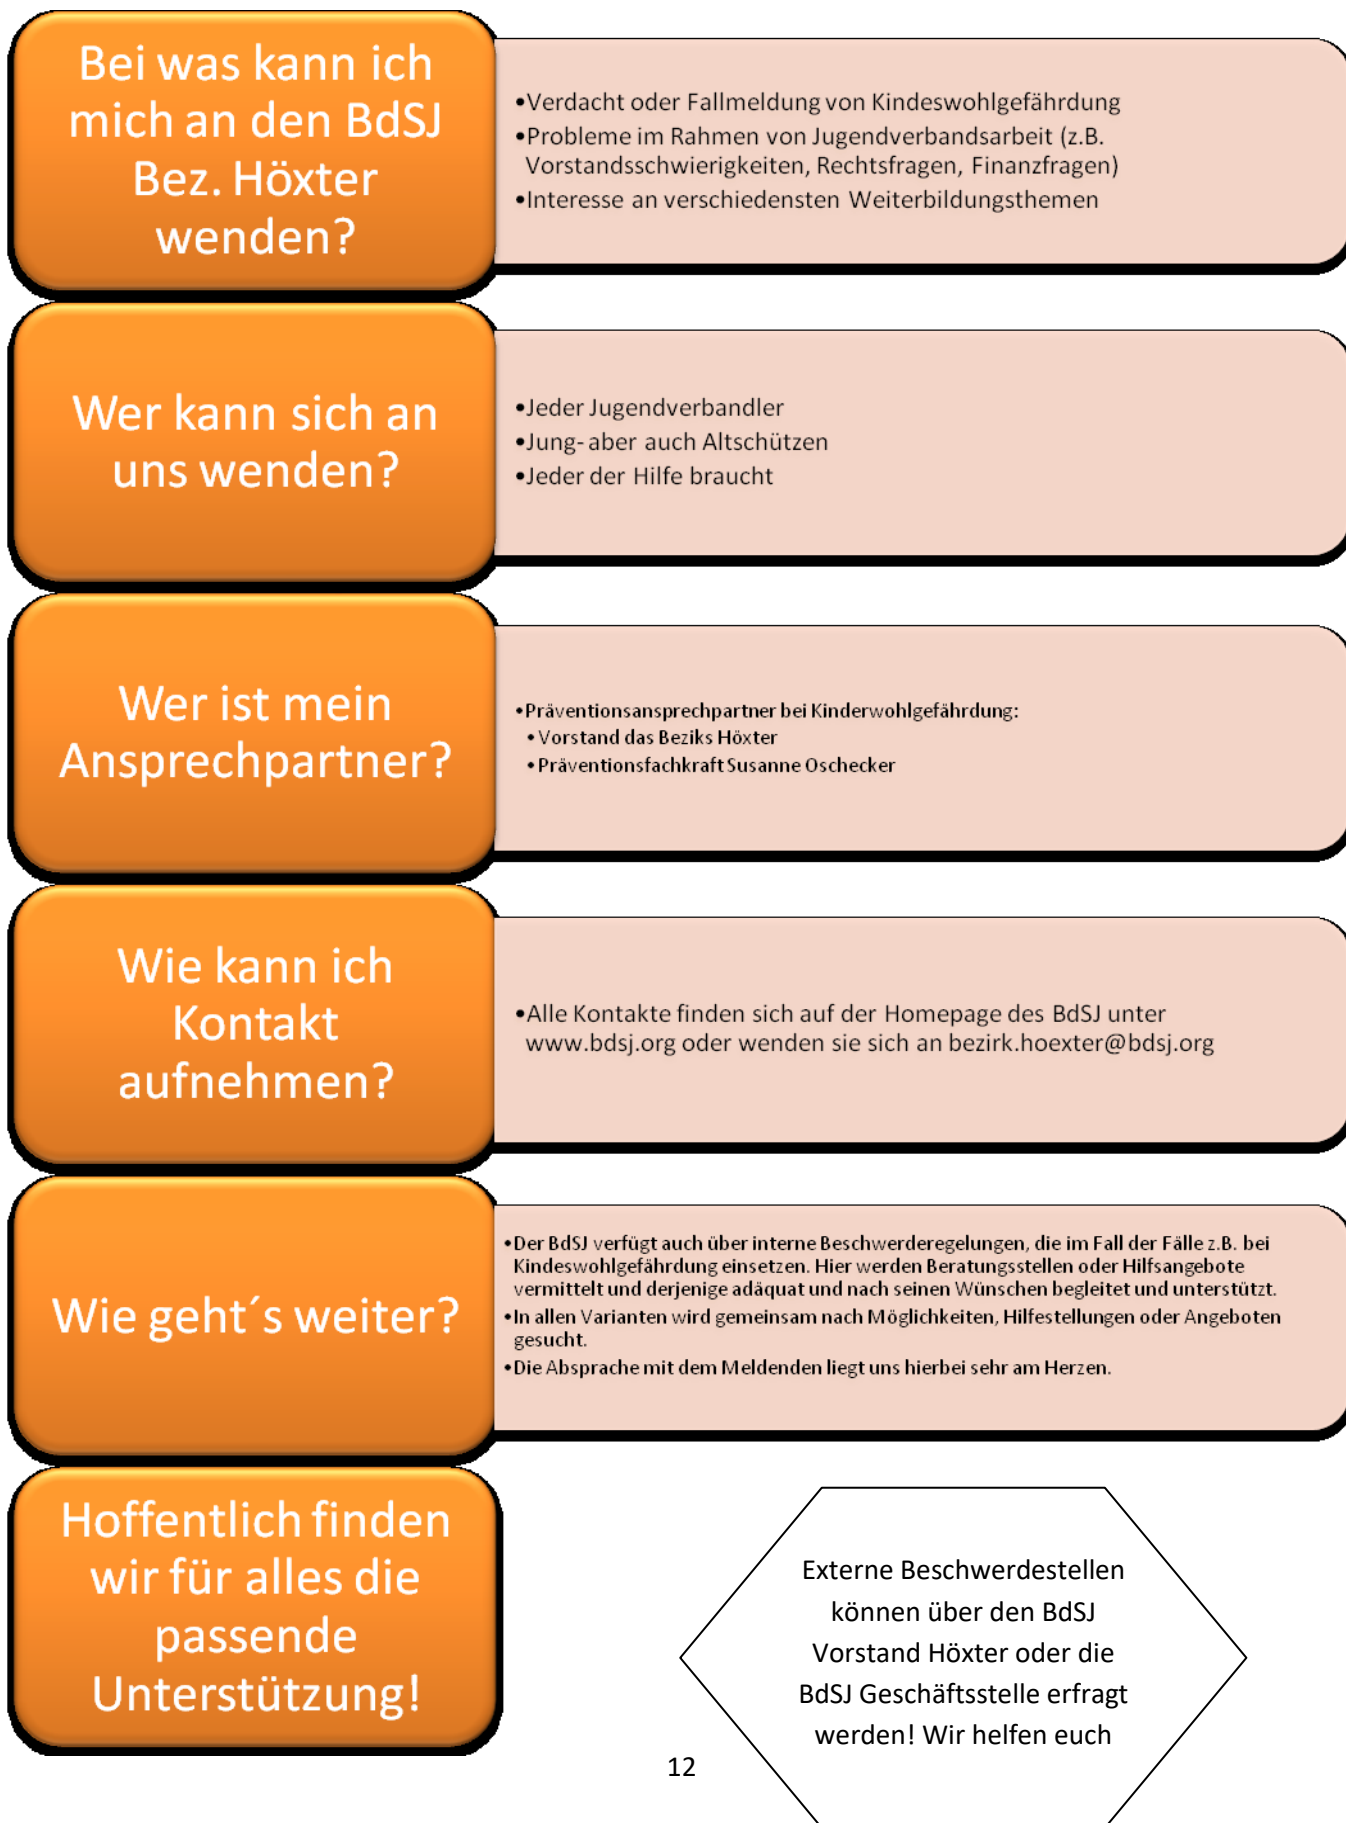 Bei was kann ich
mich an den BdSJ
Bez. Höxter
wenden?
•Verdacht oder Fallmeldung von Kindeswohlgefährdung
•Probleme im Rahmen von Jugendverbandsarbeit (z.B.
Vorstandsschwierigkeiten, Rechtsfragen, Finanzfragen)
•Interesse an verschiedensten Weiterbildungsthemen
Wer kann sich an
uns wenden?
•Jeder Jugendverbandler
•Jung- aber auch Altschützen
•Jeder der Hilfe braucht
Wer ist mein
Ansprechpartner?
•Präventionsansprechpartner bei Kinderwohlgefährdung:
•Vorstand das Beziks Höxter
•Präventionsfachkraft Susanne Oschecker
Wie kann ich
Kontakt
aufnehmen?
•Alle Kontakte finden sich auf der Homepage des BdSJ unter
www.bdsj.org oder wenden sie sich an bezirk.hoexter@bdsj.org
Wie geht´s weiter?
•Der BdSJ verfügt auch über interne Beschwerderegelungen, die im Fall der Fälle z.B. bei
Kindeswohlgefährdung einsetzen. Hier werden Beratungsstellen oder Hilfsangebote
vermittelt und derjenige adäquat und nach seinen Wünschen begleitet und unterstützt.
•In allen Varianten wird gemeinsam nach Möglichkeiten, Hilfestellungen oder Angeboten
gesucht.
•Die Absprache mit dem Meldenden liegt uns hierbei sehr am Herzen.
Hoffentlich finden
wir für alles die
passende
Unterstützung!
Externe Beschwerdestellen
können über den BdSJ
Vorstand Höxter oder die
BdSJ Geschäftsstelle erfragt
werden! Wir helfen euch
12